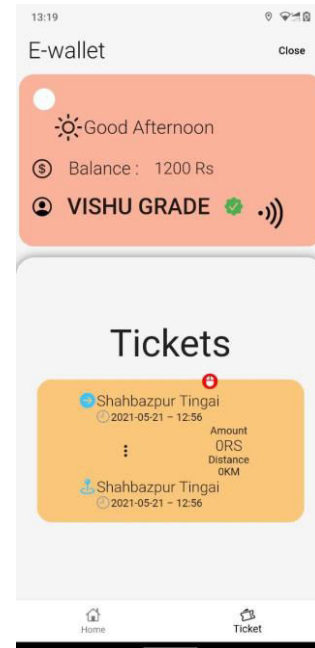 13:19
E-wallet
Close
Good Afternoon
Balance : 1200 Rs
VISHU GRADE
Tickets
Shahbazpur Tingai
2021-05-21 – 12:56
Amount
0RS
Distance
0KM
Shahbazpur Tingai
2021-05-21 – 12:56
Home
Ticket